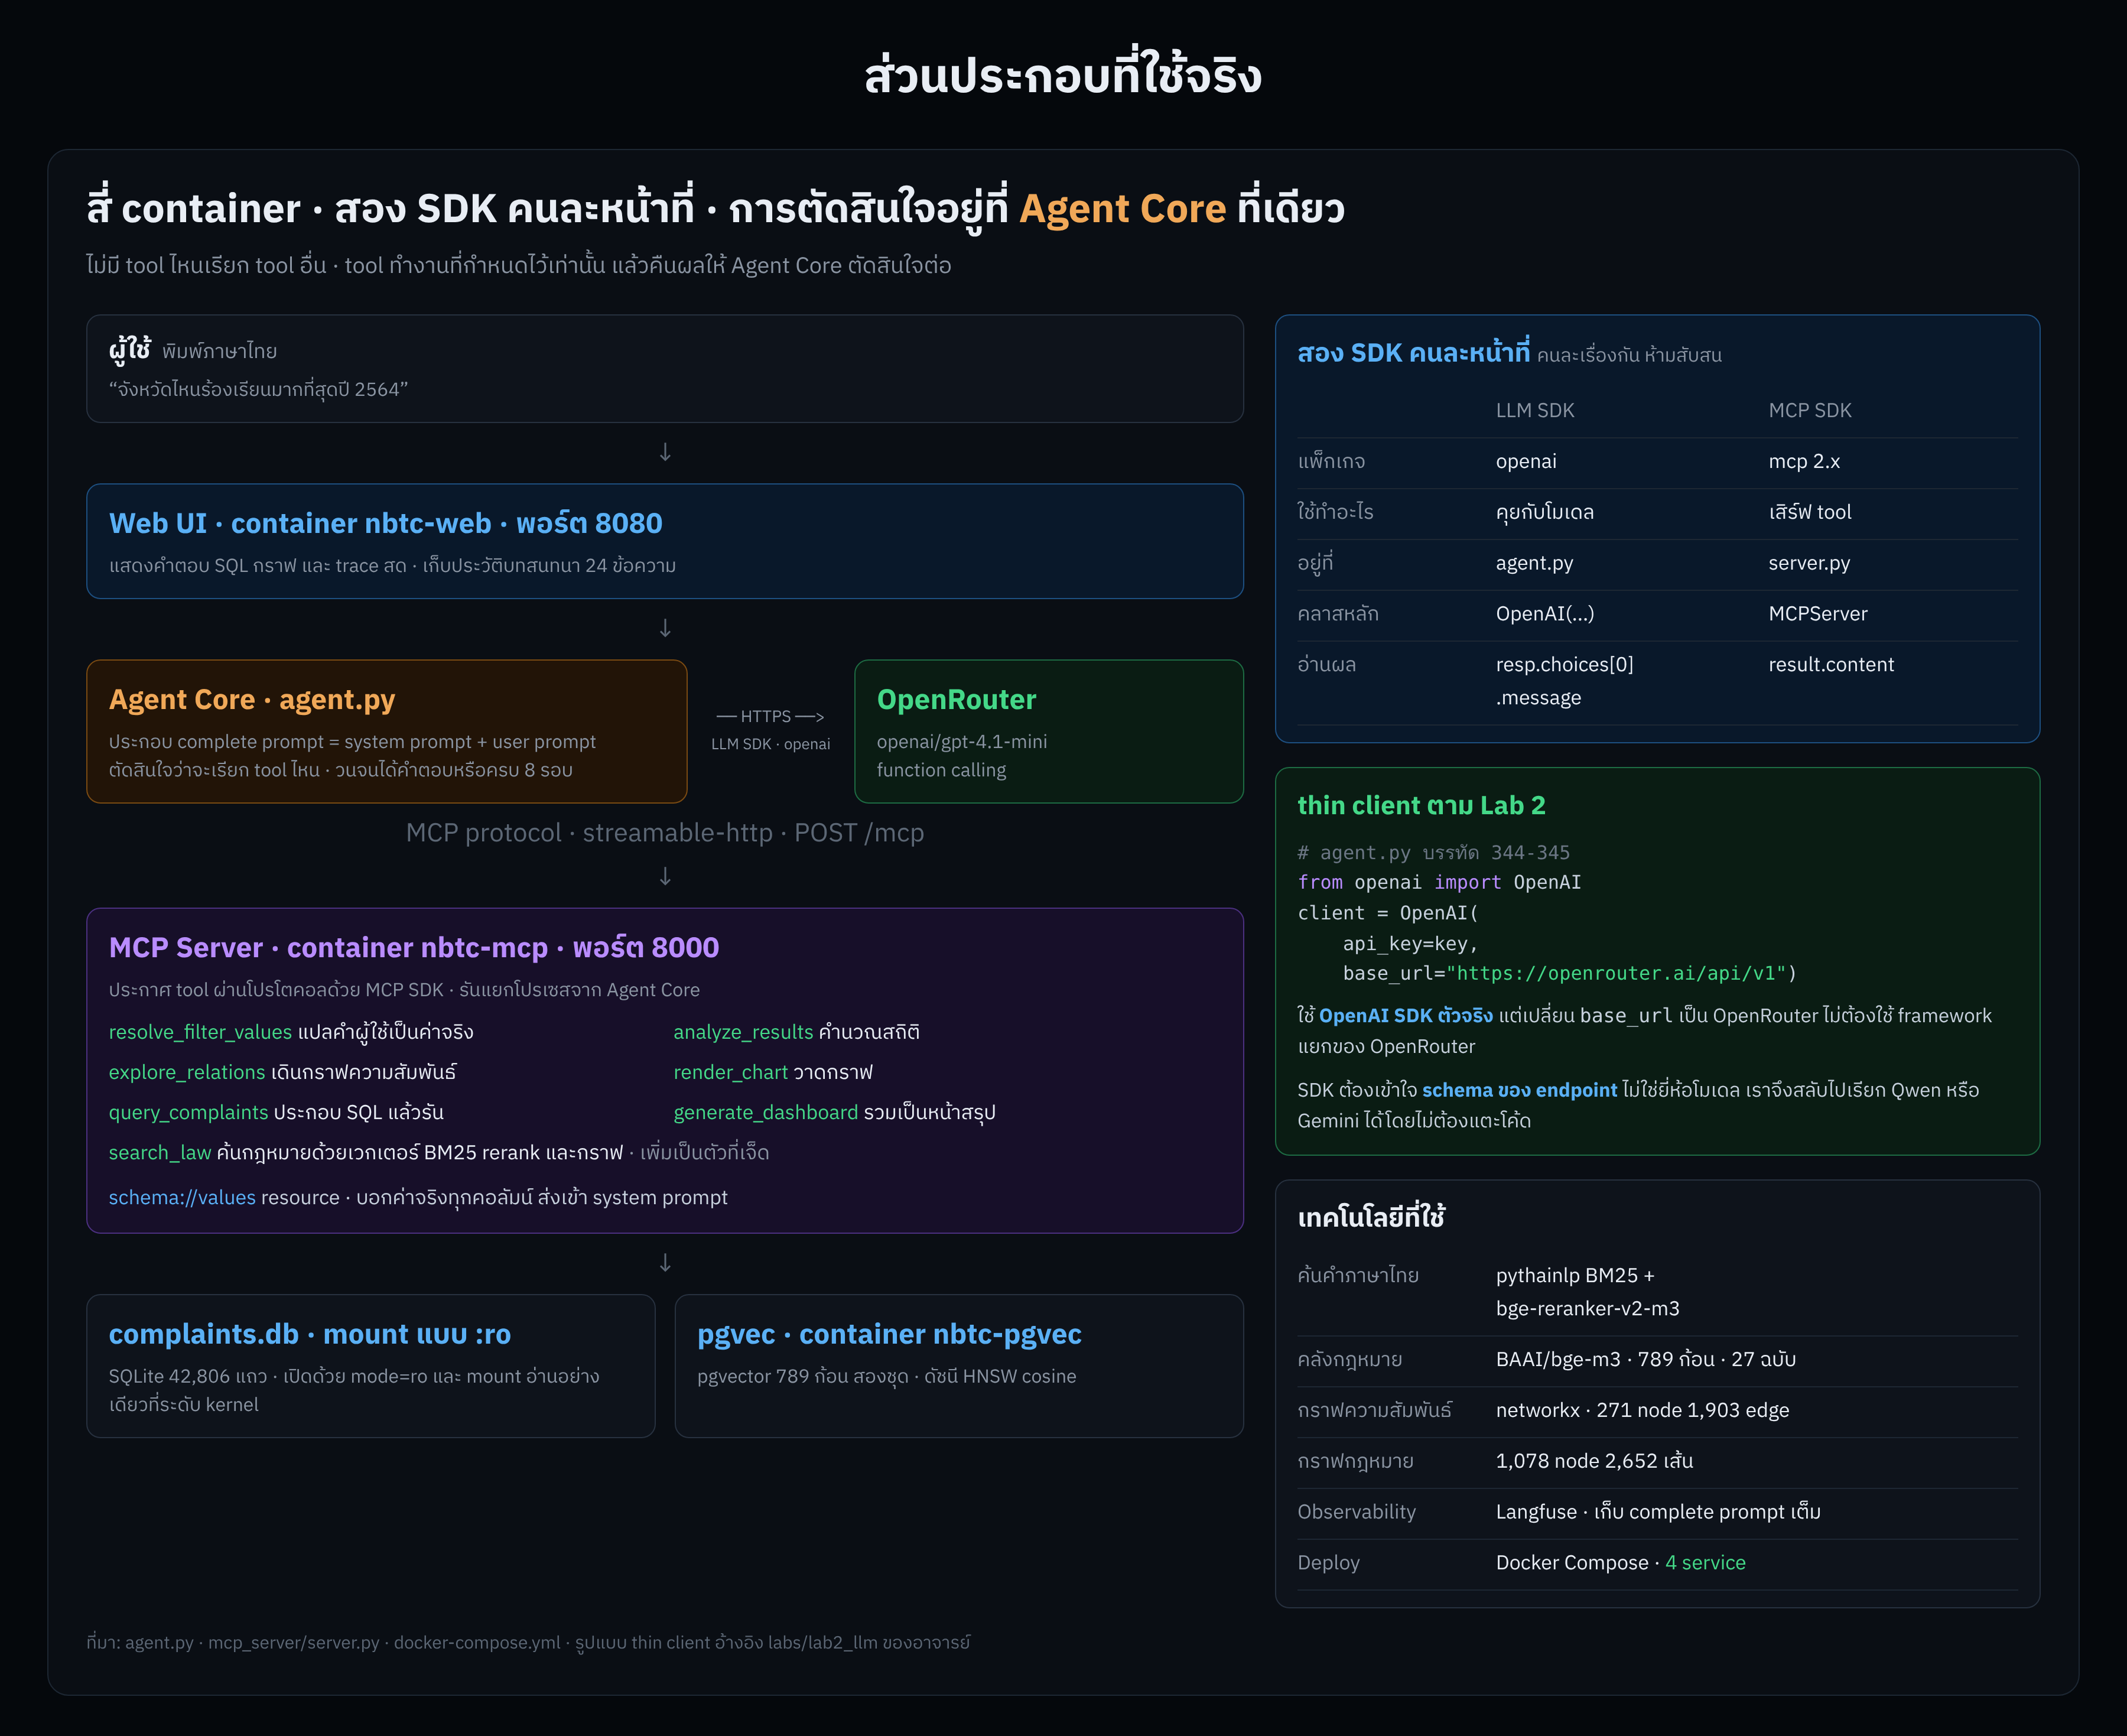 ส่วนประกอบที่ใช้จริง
สี่ container · สอง SDK คนละหน้าที่ · การตัดสินใจอยู่ที่ Agent Core ที่เดียว
ไม่มี tool ไหนเรียก tool อื่น · tool ทำงานที่กำหนดไว้เท่านั้น แล้วคืนผลให้ Agent Core ตัดสินใจต่อ
ผู้ใช้ พิมพ์ภาษาไทย
“จังหวัดไหนร้องเรียนมากที่สุดปี 2564”
↓
Web UI · container nbtc-web · พอร์ต 8080
แสดงคำตอบ SQL กราฟ และ trace สด · เก็บประวัติบทสนทนา 24 ข้อความ
↓
Agent Core · agent.py
ประกอบ complete prompt = system prompt + user prompt
ตัดสินใจว่าจะเรียก tool ไหน · วนจนได้คำตอบหรือครบ 8 รอบ
── HTTPS ──>
LLM SDK · openai
OpenRouter
openai/gpt-4.1-mini
function calling
MCP protocol · streamable-http · POST /mcp
↓
MCP Server · container nbtc-mcp · พอร์ต 8000
ประกาศ tool ผ่านโปรโตคอลด้วย MCP SDK · รันแยกโปรเซสจาก Agent Core
resolve_filter_values แปลคำผู้ใช้เป็นค่าจริง
analyze_results คำนวณสถิติ
explore_relations เดินกราฟความสัมพันธ์
render_chart วาดกราฟ
query_complaints ประกอบ SQL แล้วรัน
generate_dashboard รวมเป็นหน้าสรุป
search_law ค้นกฎหมายด้วยเวกเตอร์ BM25 rerank และกราฟ · เพิ่มเป็นตัวที่เจ็ด
schema://values resource · บอกค่าจริงทุกคอลัมน์ ส่งเข้า system prompt
↓
complaints.db · mount แบบ :ro
SQLite 42,806 แถว · เปิดด้วย mode=ro และ mount อ่านอย่าง
เดียวที่ระดับ kernel
pgvec · container nbtc-pgvec
pgvector 789 ก้อน สองชุด · ดัชนี HNSW cosine
สอง SDK คนละหน้าที่ คนละเรื่องกัน ห้ามสับสน
LLM SDK MCP SDK
แพ็กเกจ openai mcp 2.x
ใช้ทำอะไร คุยกับโมเดล เสิร์ฟ tool
อยู่ที่ agent.py server.py
คลาสหลัก OpenAI(...) MCPServer
อ่านผล resp.choices[0] result.content
.message
thin client ตาม Lab 2
# agent.py บรรทัด 344-345
from openai import OpenAI
client = OpenAI(
api_key=key,
base_url="https://openrouter.ai/api/v1")
ใช้ OpenAI SDK ตัวจริง แต่เปลี่ยน base_url เป็น OpenRouter ไม่ต้องใช้ framework
แยกของ OpenRouter
SDK ต้องเข้าใจ schema ของ endpoint ไม่ใช่ยี่ห้อโมเดล เราจึงสลับไปเรียก Qwen หรือ
Gemini ได้โดยไม่ต้องแตะโค้ด
เทคโนโลยีที่ใช้
ค้นคำภาษาไทย pythainlp BM25 +
bge-reranker-v2-m3
คลังกฎหมาย BAAI/bge-m3 · 789 ก้อน · 27 ฉบับ
กราฟความสัมพันธ์ networkx · 271 node 1,903 edge
กราฟกฎหมาย 1,078 node 2,652 เส้น
Observability Langfuse · เก็บ complete prompt เต็ม
Deploy Docker Compose · 4 service
ที่มา: agent.py · mcp_server/server.py · docker-compose.yml · รูปแบบ thin client อ้างอิง labs/lab2_llm ของอาจารย์